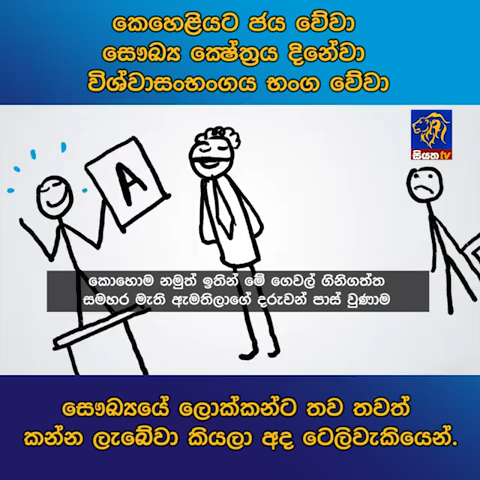 කෙහෙළියට ජය වේවා
සෞඛ්‍ය ක්‍ෂේත්‍රය දිනේවා
විශ්වාසභංගය භංග වේවා
සියත tv
A
කොහොම නමුත් ඉතින් මේ ගෙවල් ගිනිගත්ත
සමහර මැති ඇමතිලාගේ දරුවන් පාස් වුණාම
සෞඛ්‍යයේ ලොක්කන්ට තව තවත්
කන්න ලැබේවා කියලා අද ටෙලිවැකියෙන්.